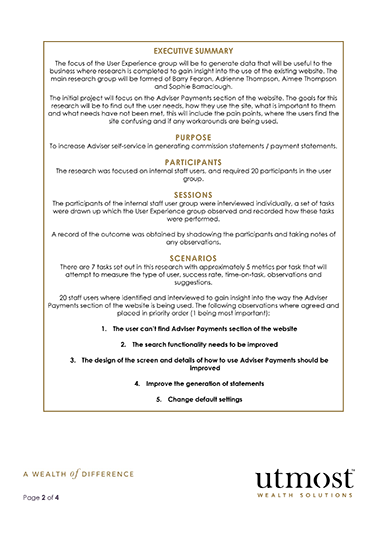 EXECUTIVE SUMMARY
The focus of the User Experience group will be to generate data that will be useful to the
business where research is completed to gain insight into the use of the existing website. The
main research group will be formed of Barry Fearon, Adrienne Thompson, Aimee Thompson
and Sophie Barraclough.
The initial project will focus on the Adviser Payments section of the website. The goals for this
research will be to find out the user needs, how they use the site, what is important to them
and what needs have not been met, this will include the pain points, where the users find the
site confusing and if any workarounds are being used.
PURPOSE
To increase Adviser self-service in generating commission statements / payment statements.
PARTICIPANTS
The research was focused on internal staff users, and required 20 participants in the user
group.
SESSIONS
The participants of the internal staff user group were interviewed individually, a set of tasks
were drawn up which the User Experience group observed and recorded how these tasks
were performed.
A record of the outcome was obtained by shadowing the participants and taking notes of
any observations.
SCENARIOS
There are 7 tasks set out in this research with approximately 5 metrics per task that will
attempt to measure the type of user, success rate, time-on-task, observations and
suggestions.
20 staff users where identified and interviewed to gain insight into the way the Adviser
Payments section of the website is being used. The following observations where agreed and
placed in priority order (1 being most important):
1. The user can't find Adviser Payments section of the website
2. The search functionality needs to be improved
3. The design of the screen and details of how to use Adviser Payments should be
improved
4. Improve the generation of statements
5. Change default settings
A WEALTH of DIFFERENCE
utmost™
WEALTH SOLUTIONS
Page 2 of 4